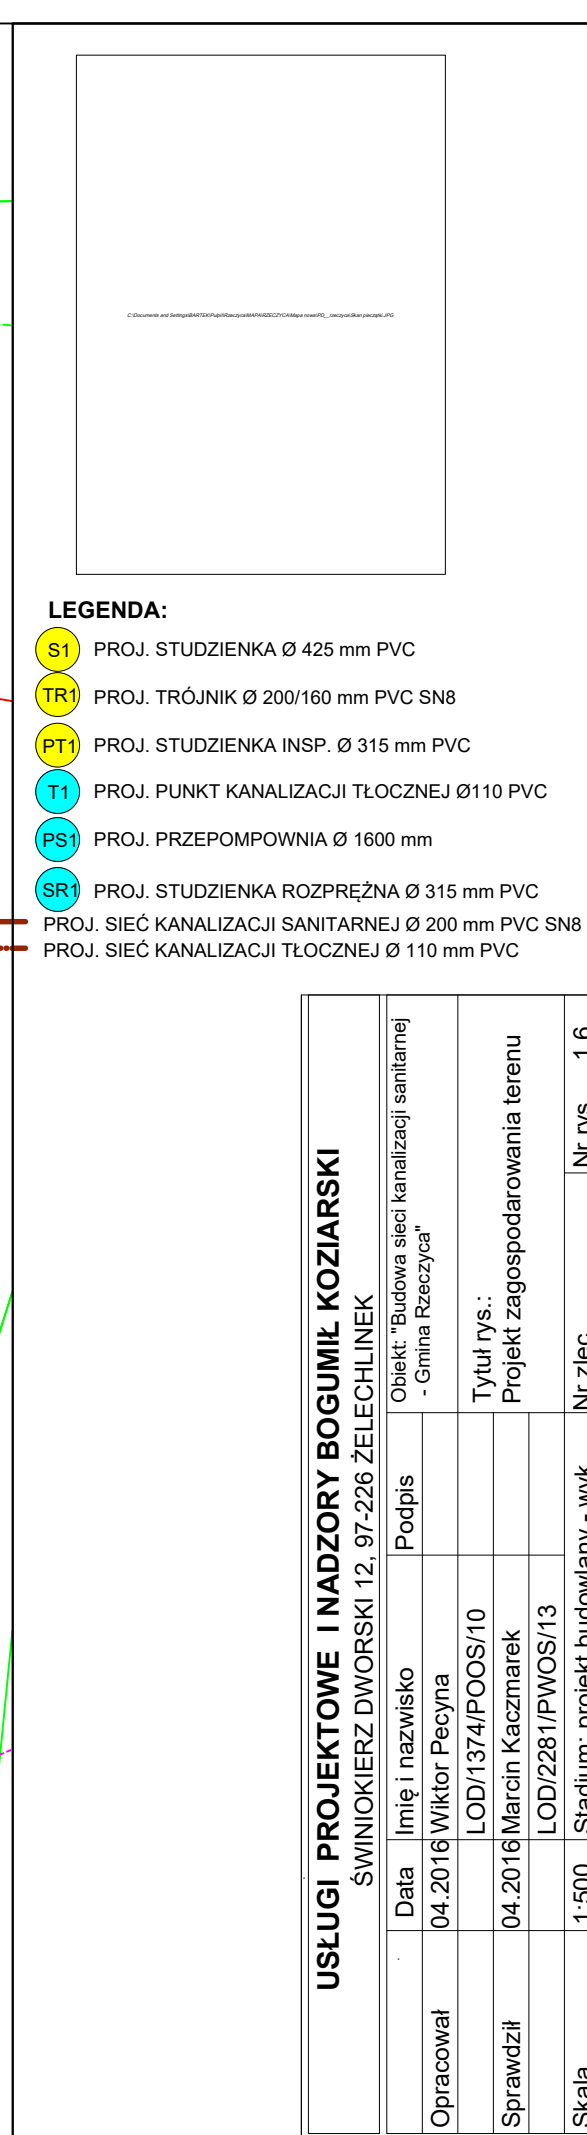 C:\Documents and Settings\BARTEK\Pulpit\Rzeczyca\MAPA\RZECZYCA\Mapa nowa\PD__rzeczyca\Skan pieczątki.JPG
LEGENDA:
S1 PROJ. STUDZIENKA Ø 425 mm PVC
TR1 PROJ. TRÓJNIK Ø 200/160 mm PVC SN8
PT1 PROJ. STUDZIENKA INSP. Ø 315 mm PVC
T1 PROJ. PUNKT KANALIZACJI TŁOCZNEJ Ø110 PVC
PS1 PROJ. PRZEPOMPOWNIA Ø 1600 mm
SR1 PROJ. STUDZIENKA ROZPRĘŻNA Ø 315 mm PVC
PROJ. SIEĆ KANALIZACJI SANITARNEJ Ø 200 mm PVC SN8
PROJ. SIEĆ KANALIZACJI TŁOCZNEJ Ø 110 mm PVC
USŁUGI PROJEKTOWE I NADZORY BOGUMIŁ KOZIARSKI
ŚWINIOKIERZ DWORSKI 12, 97-226 ŻELECHLINEK
Data Imię i nazwisko Podpis
Obiekt: "Budowa sieci kanalizacji sanitarnej
- Gmina Rzeczyca"
Opracował 04.2016 Wiktor Pecyna
LOD/1374/POOS/10
Tytuł rys.:
Sprawdził 04.2016 Marcin Kaczmarek
Projekt zagospodarowania terenu
LOD/2281/PWOS/13
Skala 1:500 Stadium: projekt budowlany - wyk Nr zlec Nr rys 1.6